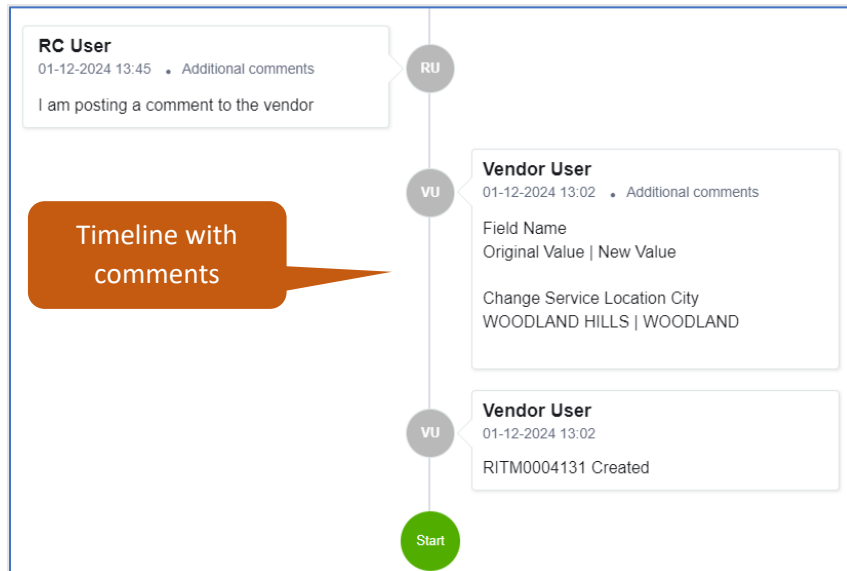 RC User
01-12-2024 13:45 • Additional comments
I am posting a comment to the vendor
RU
Vendor User
01-12-2024 13:02 • Additional comments
Field Name
Original Value | New Value
Change Service Location City
WOODLAND HILLS | WOODLAND
VU
Timeline with
comments
Vendor User
01-12-2024 13:02
RITM0004131 Created
VU
Start